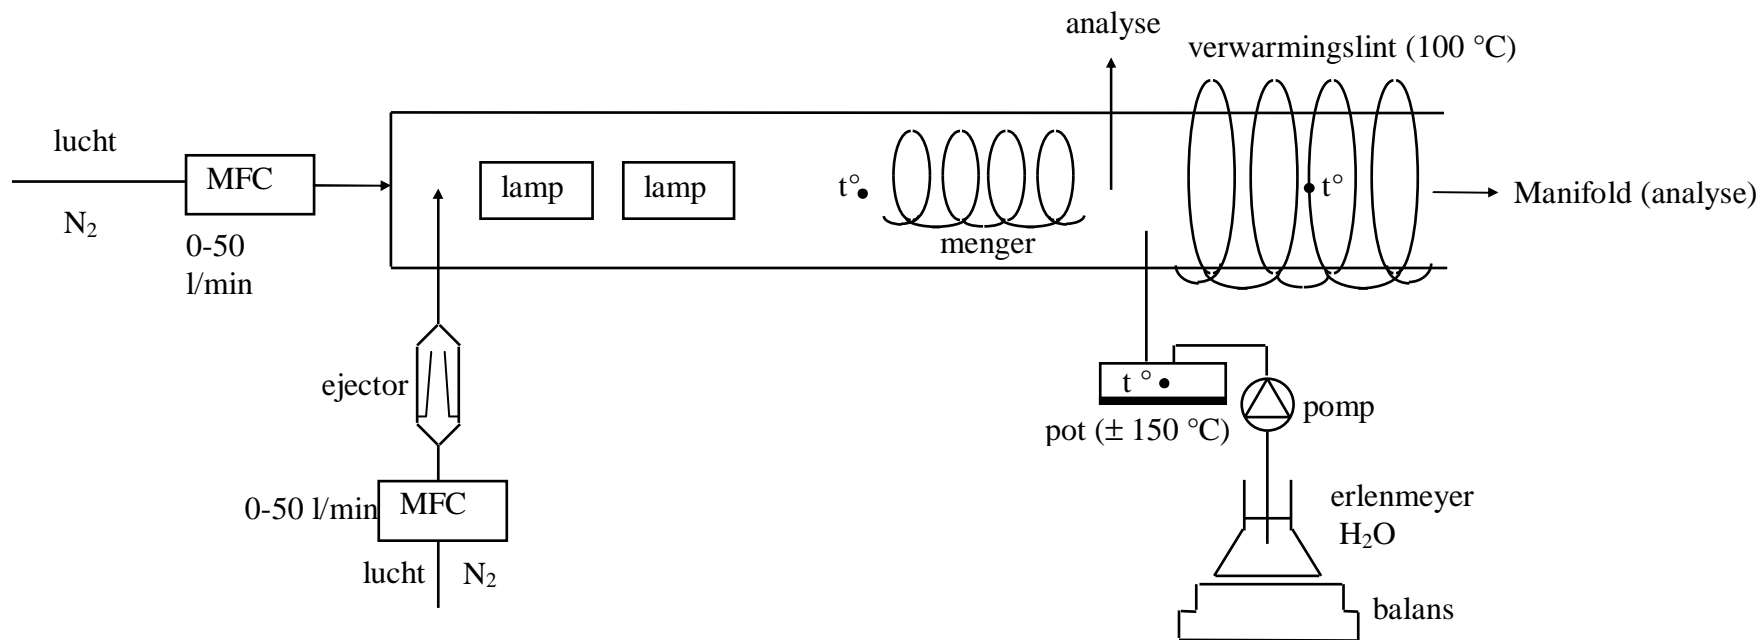 analyse
verwarmingslint (100 °C)
lucht
MFC
N₂
0-50
l/min
lamp
lamp
t°
menger
t°
Manifold (analyse)
ejector
t °
pot (± 150 °C)
pomp
0-50 l/min
MFC
lucht
N₂
erlenmeyer
H₂O
balans